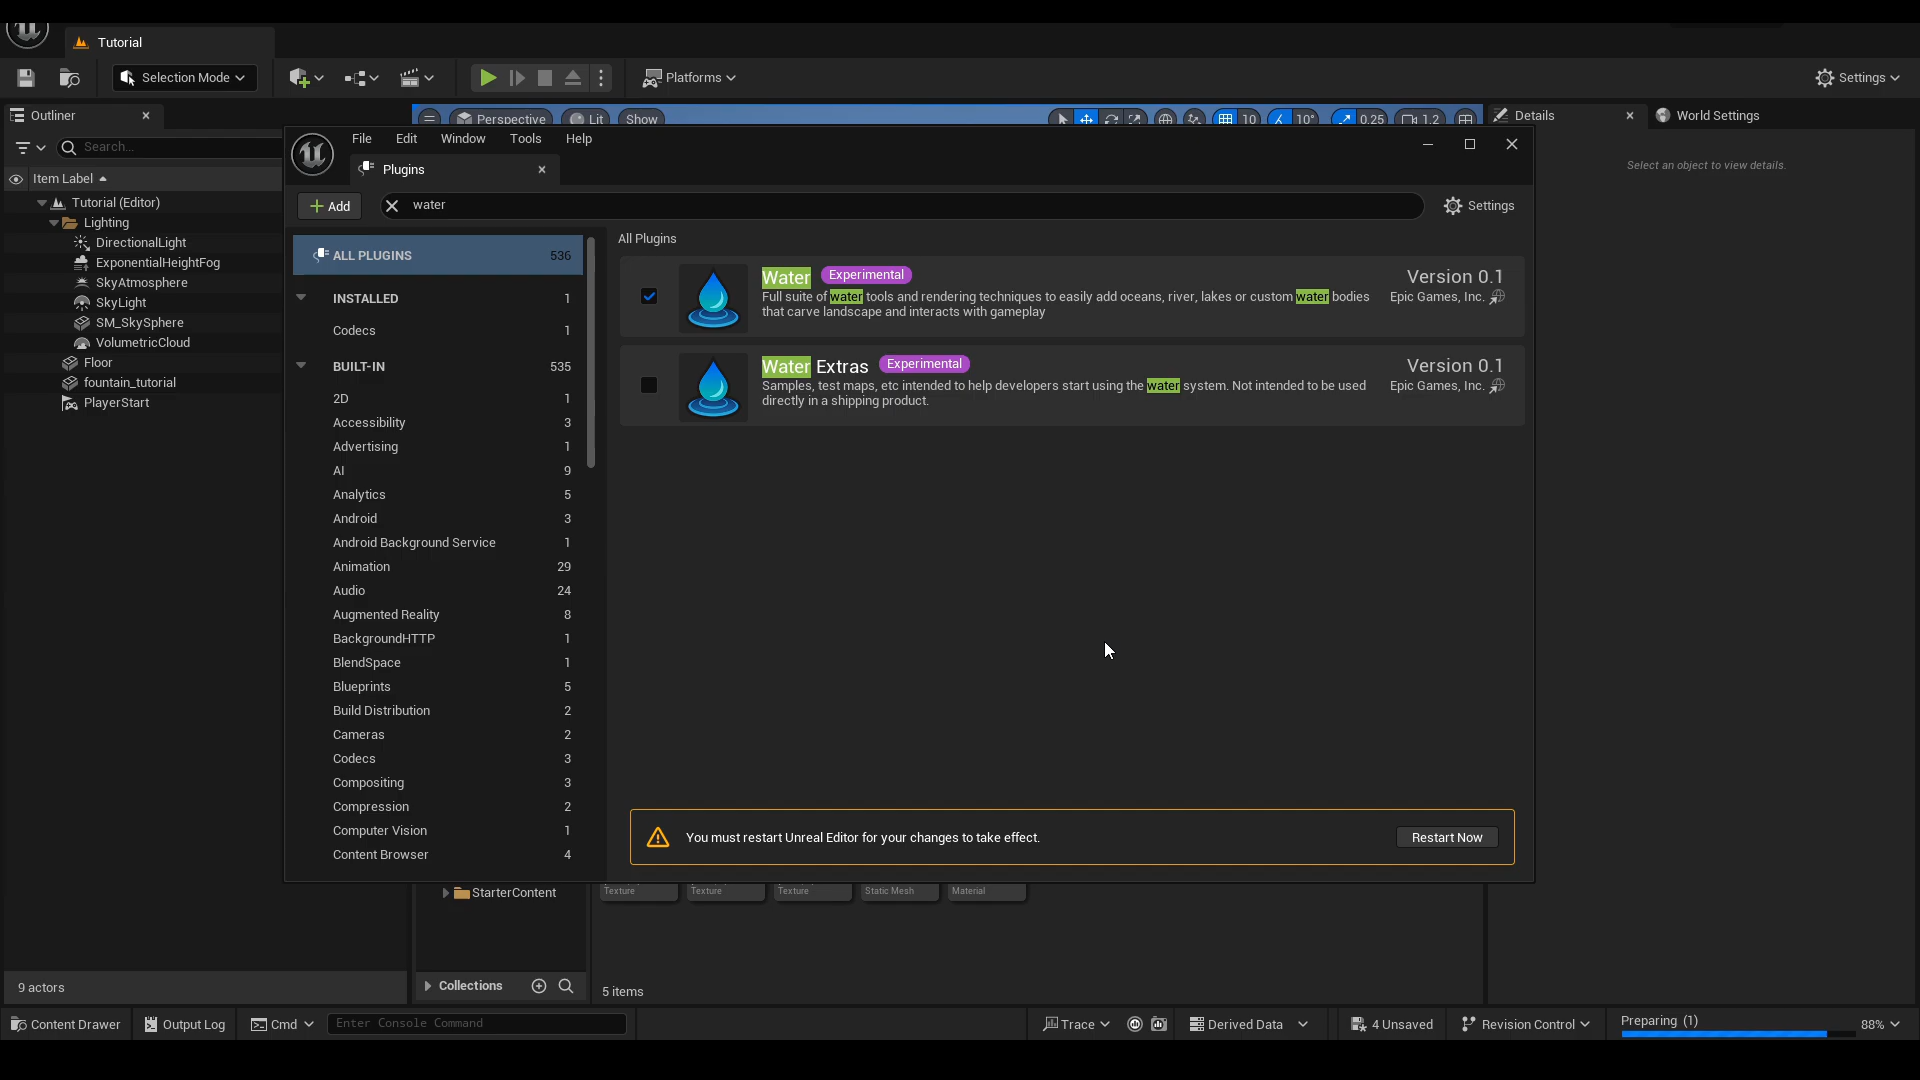 Tutorial
Selection Mode
Platforms
Settings
Outliner
Perspective
Lit
Show
10
10°
0.25
1.2
Details
World Settings
Search...
Select an object to view details.
Item Label
Tutorial (Editor)
Lighting
DirectionalLight
ExponentialHeightFog
SkyAtmosphere
SkyLight
SM_SkySphere
VolumetricCloud
Floor
fountain_tutorial
PlayerStart
9 actors
File Edit Window Tools Help
Plugins
Add
water
Settings
ALL PLUGINS 536
INSTALLED 1
Codecs 1
BUILT-IN 535
2D 1
Accessibility 3
Advertising 1
AI 9
Analytics 5
Android 3
Android Background Service 1
Animation 29
Audio 24
Augmented Reality 8
BackgroundHTTP 1
BlendSpace 1
Blueprints 5
Build Distribution 2
Cameras 2
Codecs 3
Compositing 3
Compression 2
Computer Vision 1
Content Browser 4
All Plugins
Water Experimental Version 0.1
Full suite of water tools and rendering techniques to easily add oceans, river, lakes or custom water bodies Epic Games, Inc.
that carve landscape and interacts with gameplay
Water Extras Experimental Version 0.1
Samples, test maps, etc intended to help developers start using the water system. Not intended to be used Epic Games, Inc.
directly in a shipping product.
You must restart Unreal Editor for your changes to take effect. Restart Now
StarterContent
Texture
Texture
Texture
Static Mesh
Material
Collections
5 items
Content Drawer
Output Log
Cmd
Enter Console Command
Trace
Derived Data
4 Unsaved
Revision Control
Preparing (1)
88%